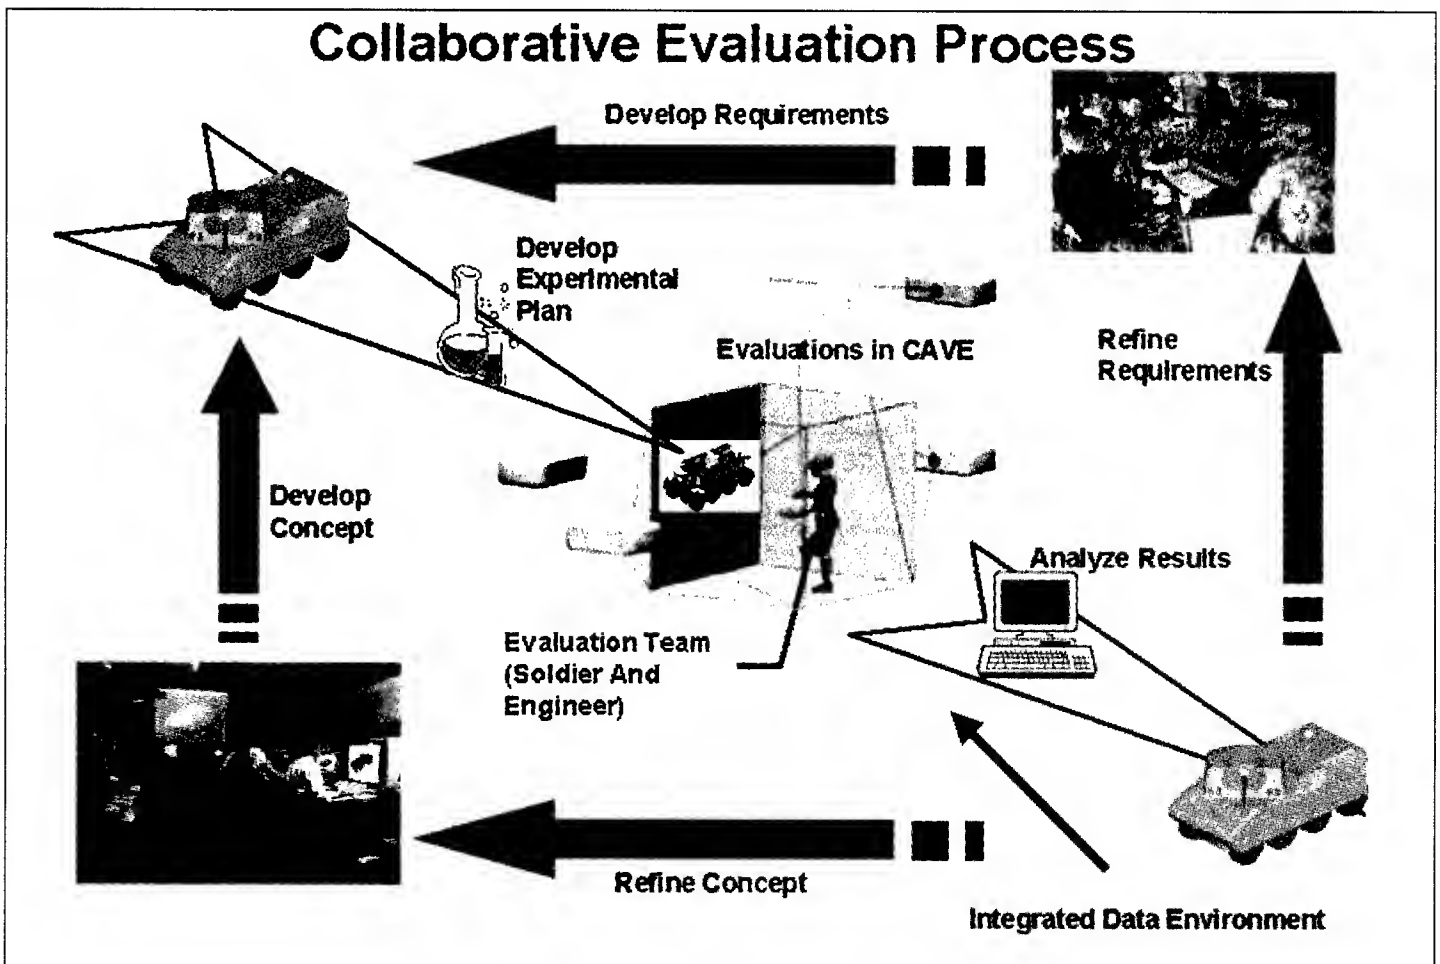 Collaborative Evaluation Process
Develop Requirements
Develop
Experimental
Plan
Evaluations in CAVE
Refine
Requirements
Develop
Concept
Analyze Results
Evaluation Team
(Soldier And
Engineer)
Refine Concept
Integrated Data Environment